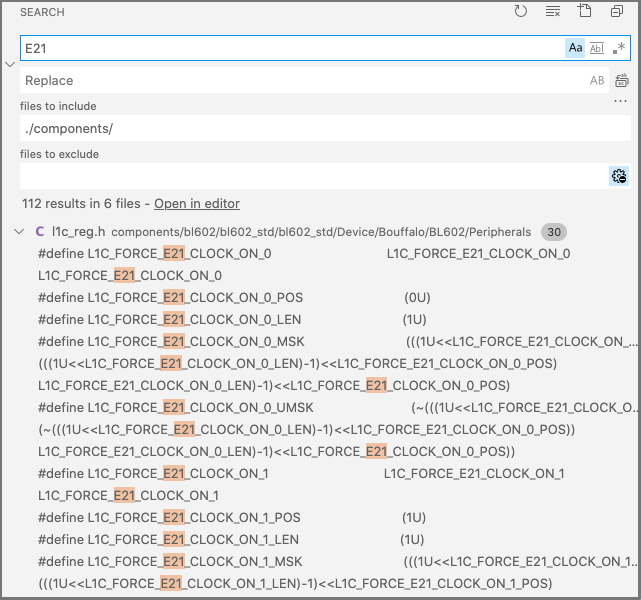 SEARCH
E21
Aa Abl .*
Replace
AB
files to include
...
./components/
files to exclude
112 results in 6 files - Open in editor
C l1c_reg.h components/bl602/bl602_std/bl602_std/Device/Bouffalo/BL602/Peripherals 30
#define L1C_FORCE_E21_CLOCK_ON_0 L1C_FORCE_E21_CLOCK_ON_0
L1C_FORCE_E21_CLOCK_ON_0
#define L1C_FORCE_E21_CLOCK_ON_0_POS (0U)
#define L1C_FORCE_E21_CLOCK_ON_0_LEN (1U)
#define L1C_FORCE_E21_CLOCK_ON_0_MSK (((1U<<L1C_FORCE_E21_CLOCK_ON_...
(((1U<<L1C_FORCE_E21_CLOCK_ON_0_LEN)-1)<<L1C_FORCE_E21_CLOCK_ON_0_POS)
L1C_FORCE_E21_CLOCK_ON_0_LEN)-1)<<L1C_FORCE_E21_CLOCK_ON_0_POS)
#define L1C_FORCE_E21_CLOCK_ON_0_UMSK (~(((1U<<L1C_FORCE_E21_CLOCK_O...
(~(((1U<<L1C_FORCE_E21_CLOCK_ON_0_LEN)-1)<<L1C_FORCE_E21_CLOCK_ON_0_POS))
L1C_FORCE_E21_CLOCK_ON_0_LEN)-1)<<L1C_FORCE_E21_CLOCK_ON_0_POS))
#define L1C_FORCE_E21_CLOCK_ON_1 L1C_FORCE_E21_CLOCK_ON_1
L1C_FORCE_E21_CLOCK_ON_1
#define L1C_FORCE_E21_CLOCK_ON_1_POS (1U)
#define L1C_FORCE_E21_CLOCK_ON_1_LEN (1U)
#define L1C_FORCE_E21_CLOCK_ON_1_MSK (((1U<<L1C_FORCE_E21_CLOCK_ON_1...
(((1U<<L1C_FORCE_E21_CLOCK_ON_1_LEN)-1)<<L1C_FORCE_E21_CLOCK_ON_1_POS)